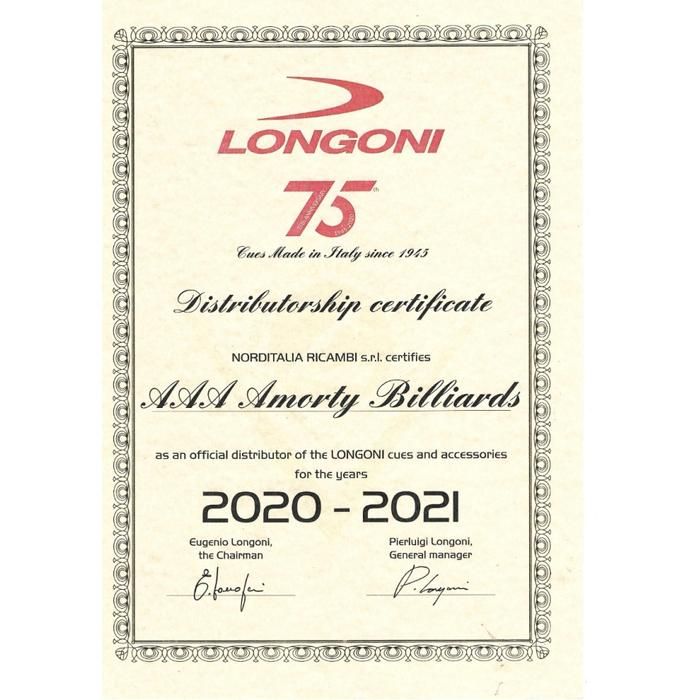 LONGONI
75th
Cues Made in Italy since 1945
Distributorship certificate
NORDITALIA RICAMBI s.r.l. certifies
AAA Amorty Billiards
as an official distributor of the LONGONI cues and accessories
for the years
2020 - 2021
Eugenio Longoni,
the Chairman
Pierluigi Longoni,
General manager
P. Longoni